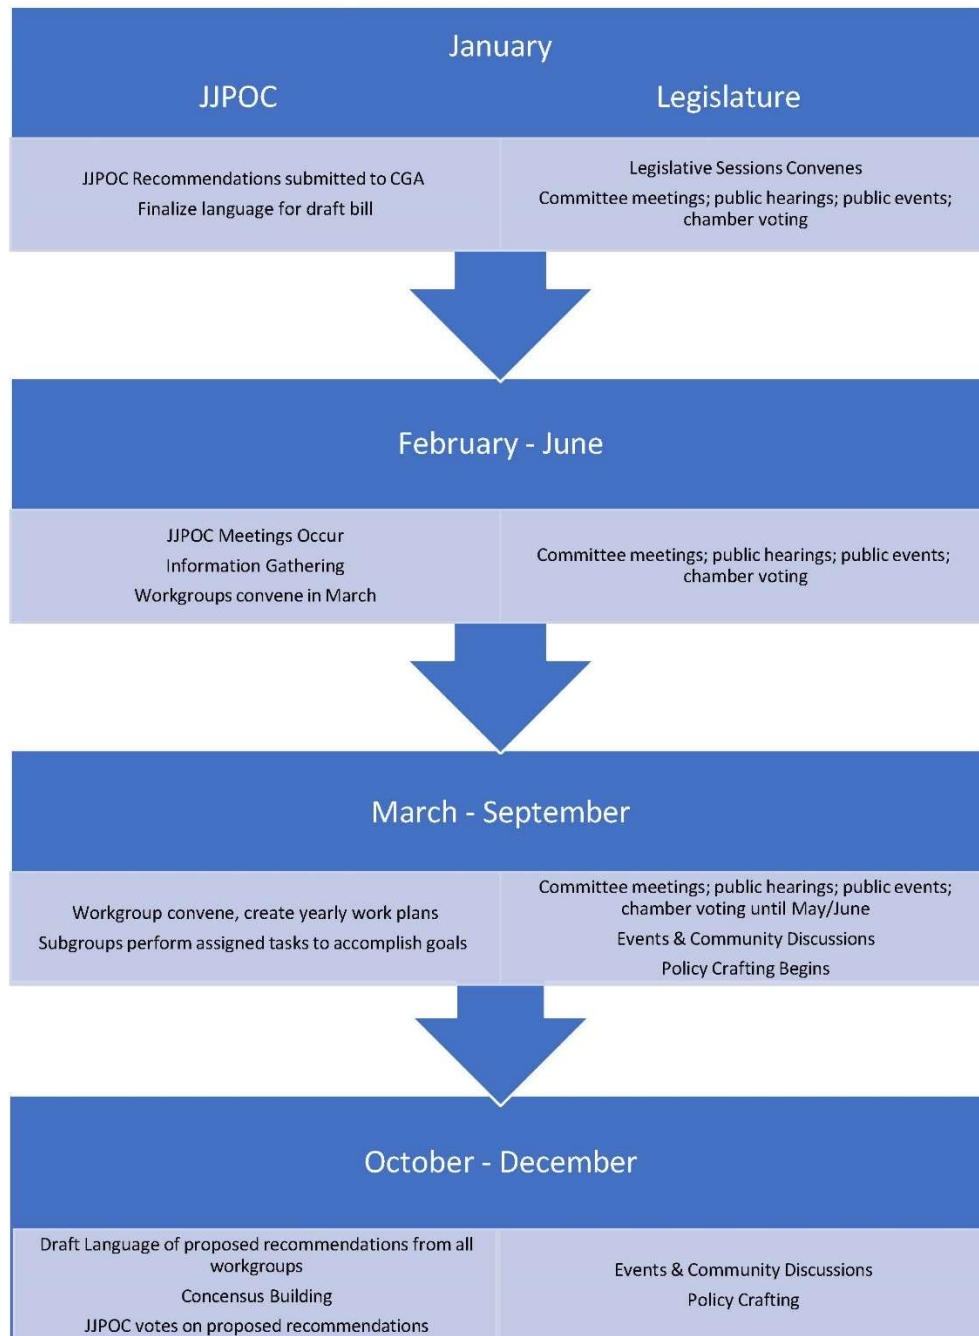 January
JJPOC
Legislature
JJPOC Recommendations submitted to CGA
Finalize language for draft bill
Legislative Sessions Convenes
Committee meetings; public hearings; public events;
chamber voting
February - June
JJPOC Meetings Occur
Information Gathering
Workgroups convene in March
Committee meetings; public hearings; public events;
chamber voting
March - September
Workgroup convene, create yearly work plans
Subgroups perform assigned tasks to accomplish goals
Committee meetings; public hearings; public events;
chamber voting until May/June
Events & Community Discussions
Policy Crafting Begins
October - December
Draft Language of proposed recommendations from all
workgroups
Concensus Building
JJPOC votes on proposed recommendations
Events & Community Discussions
Policy Crafting